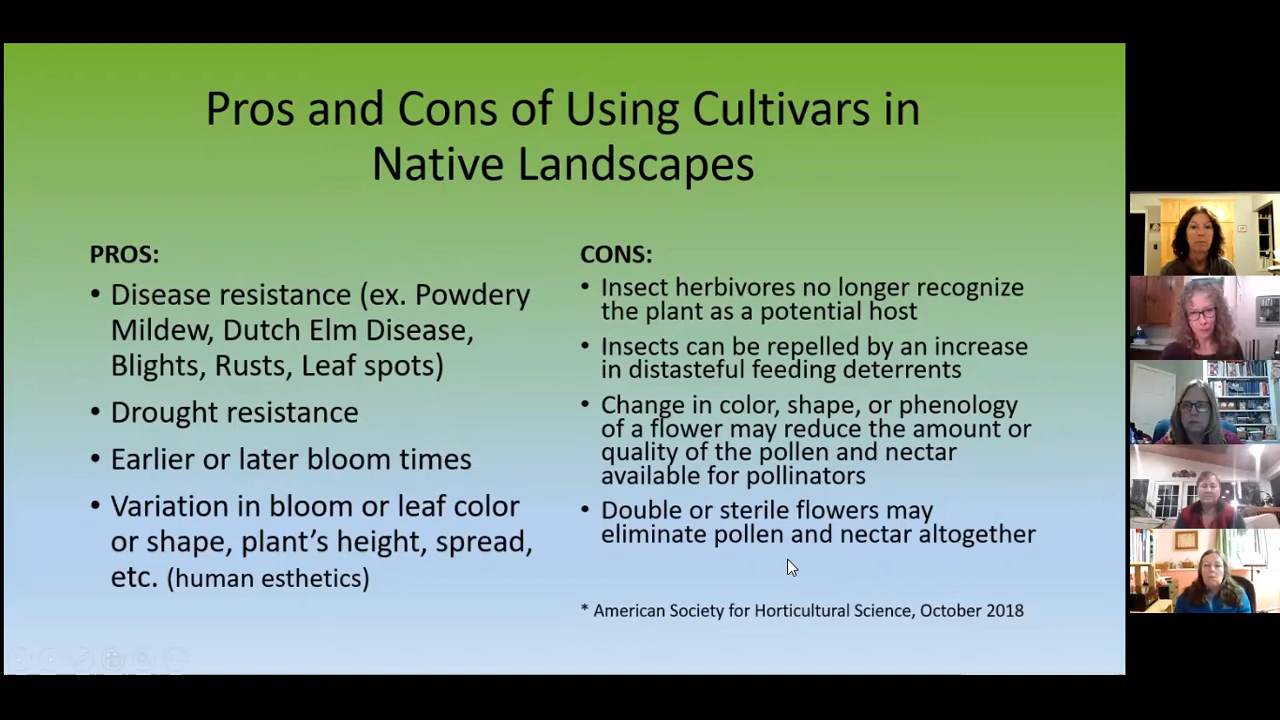 Pros and Cons of Using Cultivars in
Native Landscapes
PROS:
• Disease resistance (ex. Powdery
Mildew, Dutch Elm Disease,
Blights, Rusts, Leaf spots)
• Drought resistance
• Earlier or later bloom times
• Variation in bloom or leaf color
or shape, plant's height, spread,
etc. (human esthetics)
CONS:
• Insect herbivores no longer recognize
the plant as a potential host
• Insects can be repelled by an increase
in distasteful feeding deterrents
• Change in color, shape, or phenology
of a flower may reduce the amount or
quality of the pollen and nectar
available for pollinators
• Double or sterile flowers may
eliminate pollen and nectar altogether
* American Society for Horticultural Science, October 2018